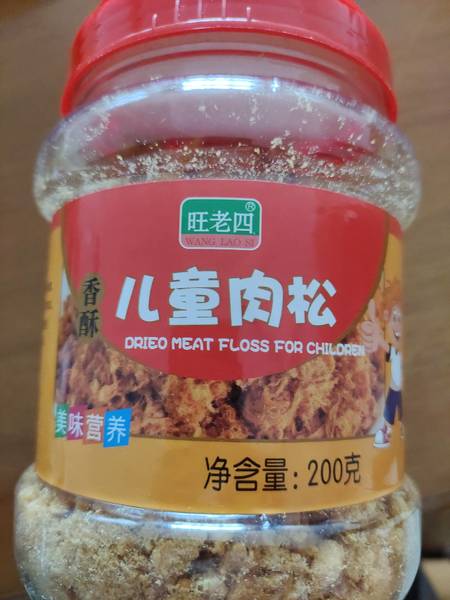 旺老四®
WANG LAO SI
香酥
儿童肉松
DRIEO MEAT FLOSS FOR CHILDREN
美味营养
净含量:200克